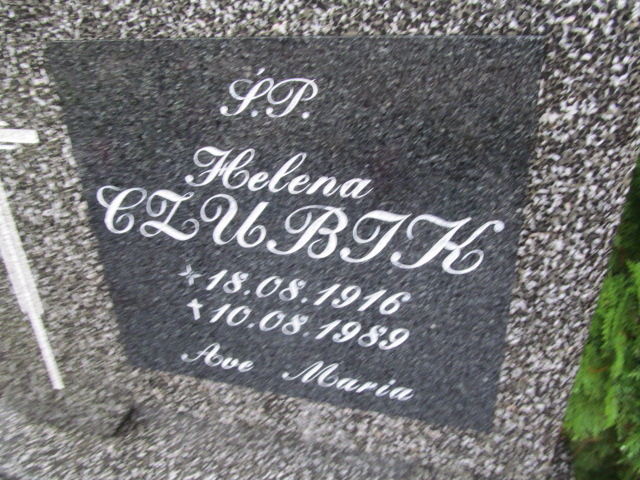 Ś.P.
Helena
CZUBIK
* 18.08.1916
† 10.08.1989
Ave Maria